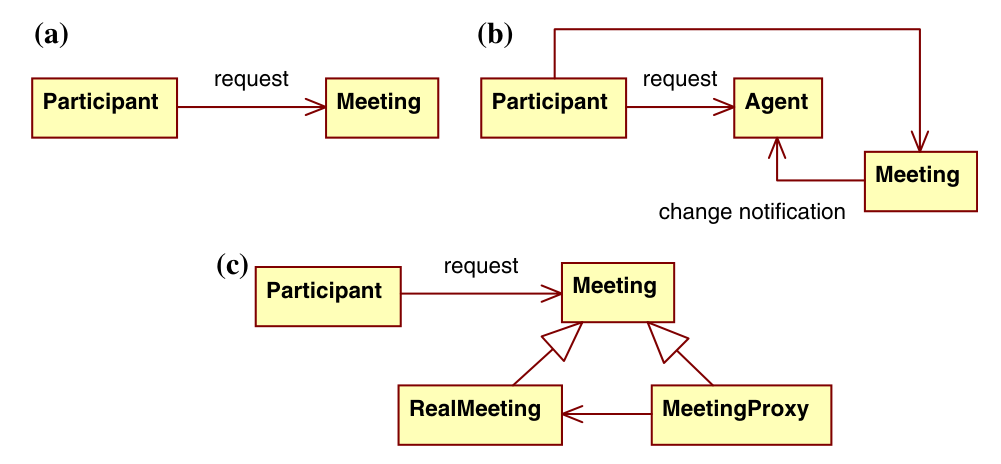 (a)
request
Participant
Meeting
(b)
request
Participant
Agent
Meeting
change notification
(c)
request
Participant
Meeting
RealMeeting
MeetingProxy